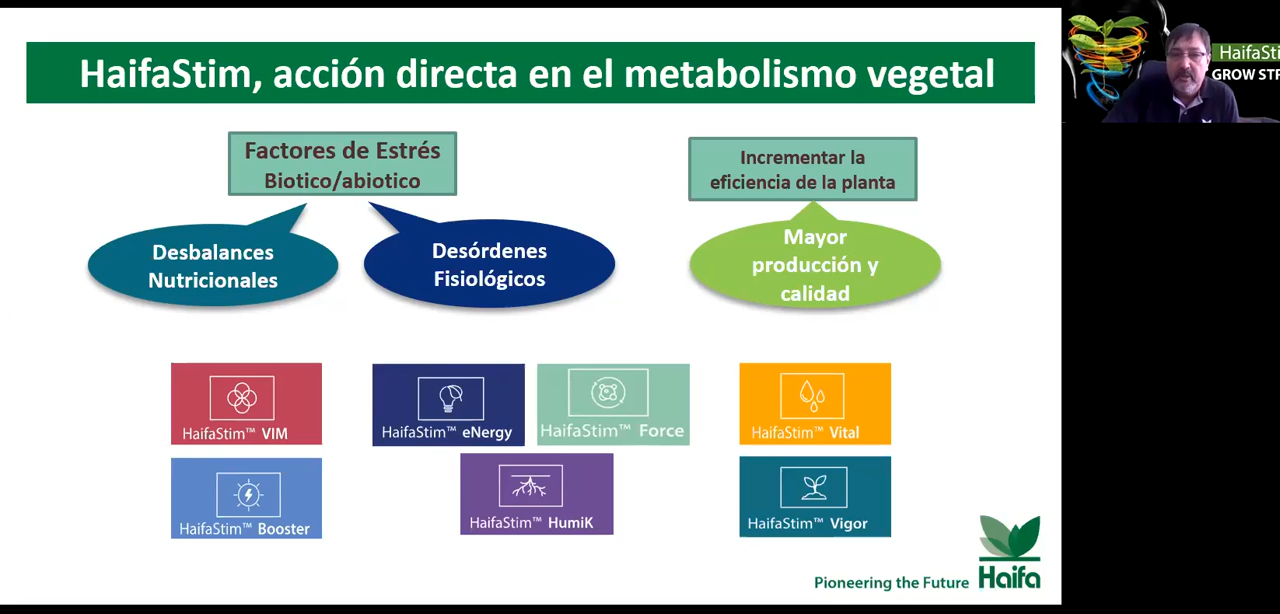 HaifaStim, acción directa en el metabolismo vegetal
Factores de Estrés
Biotico/abiotico
Incrementar la
eficiencia de la planta
Desbalances
Nutricionales
Desórdenes
Fisiológicos
Mayor
producción y
calidad
HaifaStim™ VIM
HaifaStim™ eNergy
HaifaStim™ Force
HaifaStim™ Vital
HaifaStim™ Booster
HaifaStim™ HumiK
HaifaStim™ Vigor
Pioneering the Future
Haifa
HaifaSti
GROW STR